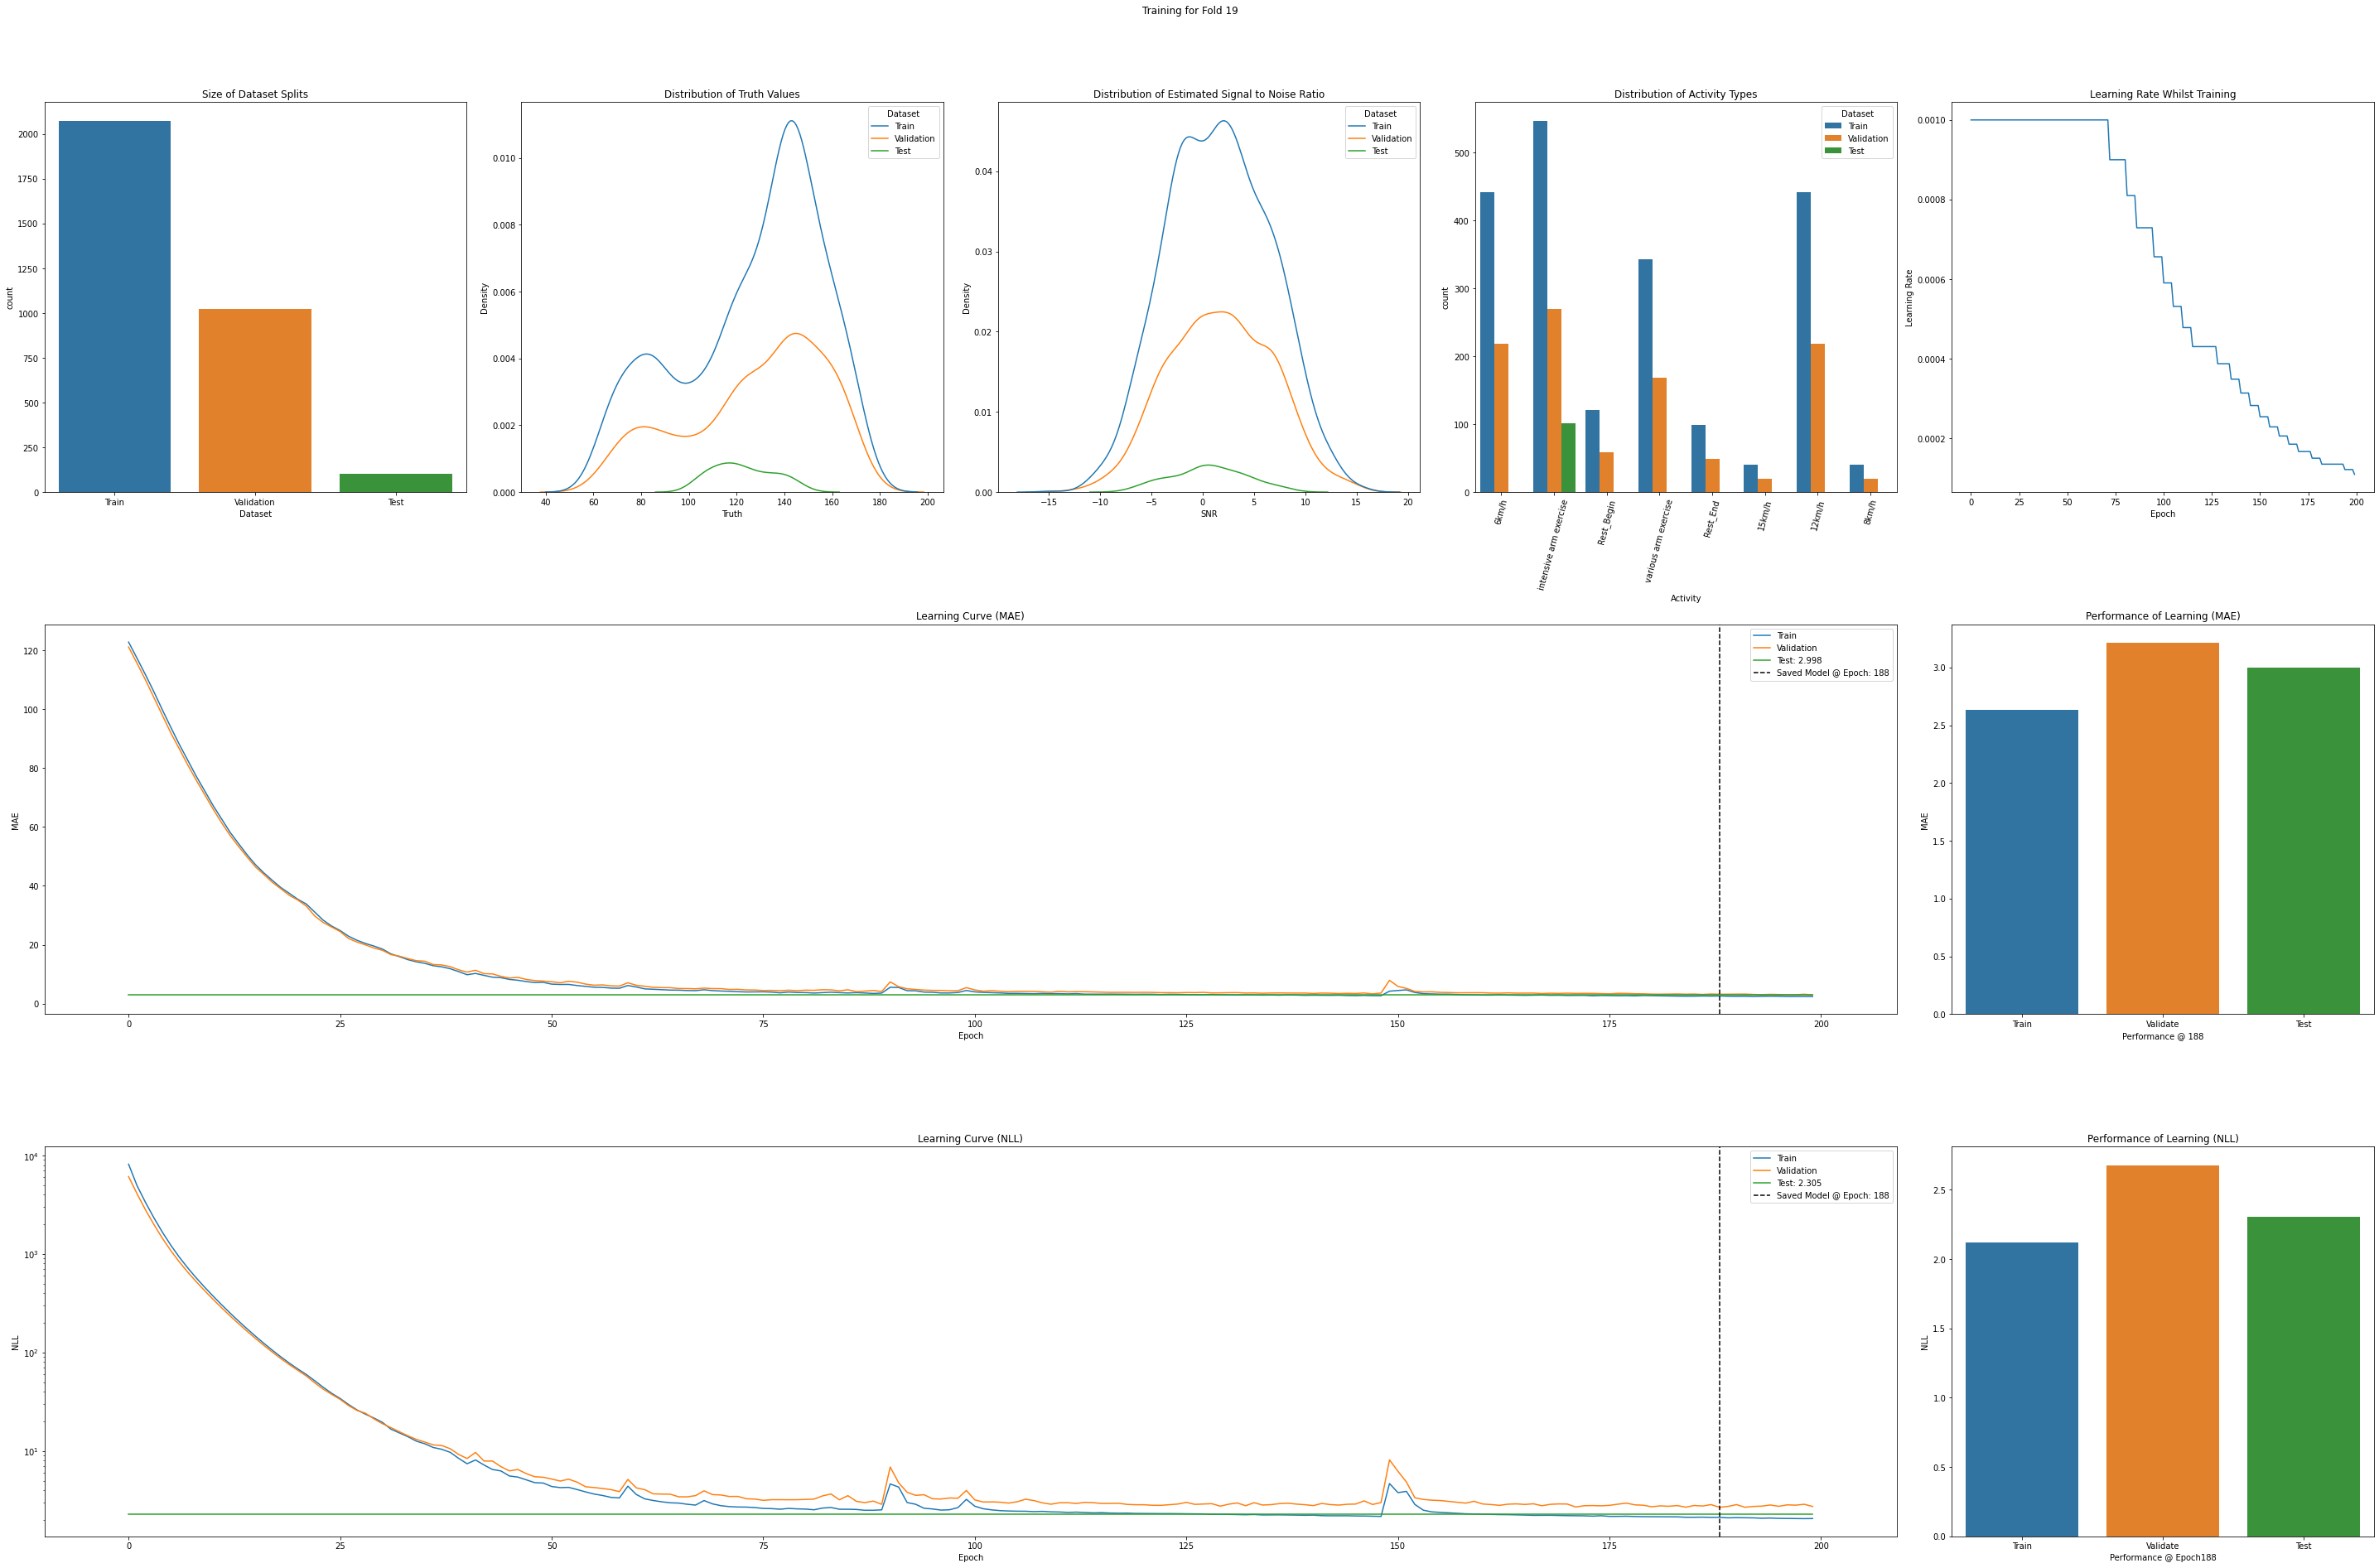 Training for Fold 19
Size of Dataset Splits
2000
1750
1500
1250
1000
750
500
250
0
count
Train Validation Test
Dataset
Distribution of Truth Values
Dataset
Train
Validation
Test
0.010
0.008
0.006
0.004
0.002
0.000
Density
40 60 80 100 120 140 160 180 200
Truth
Distribution of Estimated Signal to Noise Ratio
Dataset
Train
Validation
Test
0.04
0.03
0.02
0.01
0.00
Density
−15 −10 −5 0 5 10 15 20
SNR
Distribution of Activity Types
Dataset
Train
Validation
Test
500
400
300
200
100
0
count
6km/h
intensive arm exercise
Rest_Begin
various arm exercise
Rest_End
15km/h
12km/h
8km/h
Activity
Learning Rate Whilst Training
0.0010
0.0008
0.0006
0.0004
0.0002
Learning Rate
0 25 50 75 100 125 150 175 200
Epoch
Learning Curve (MAE)
Train
Validation
Test: 2.998
Saved Model @ Epoch: 188
120
100
80
60
40
20
0
MAE
0 25 50 75 100 125 150 175 200
Epoch
Performance of Learning (MAE)
3.0
2.5
2.0
1.5
1.0
0.5
0.0
MAE
Train Validate Test
Performance @ 188
Learning Curve (NLL)
Train
Validation
Test: 2.305
Saved Model @ Epoch: 188
10⁴
10³
10²
10¹
NLL
0 25 50 75 100 125 150 175 200
Epoch
Performance of Learning (NLL)
2.5
2.0
1.5
1.0
0.5
0.0
NLL
Train Validate Test
Performance @ Epoch188